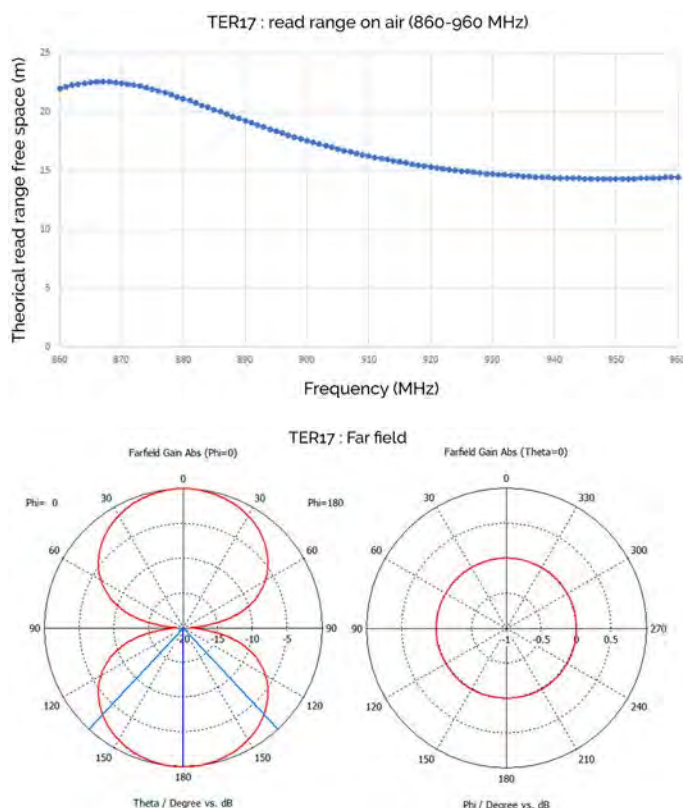 TER17 : read range on air (860-960 MHz)
Theorical read range free space (m)
25
20
15
10
5
0
860 870 880 890 900 910 920 930 940 950 960
Frequency (MHz)
TER17 : Far field
Farfield Gain Abs (Phi=0)
Phi= 0
0
Phi=180
30 30
60 60
90 -20 -15 -10 -5 90
120 120
150 150
180
Theta / Degree vs. dB
Farfield Gain Abs (Theta=0)
0
30 330
60 300
90 -1 -0.5 0 0.5 270
120 240
150 210
180
Phi / Degree vs. dB